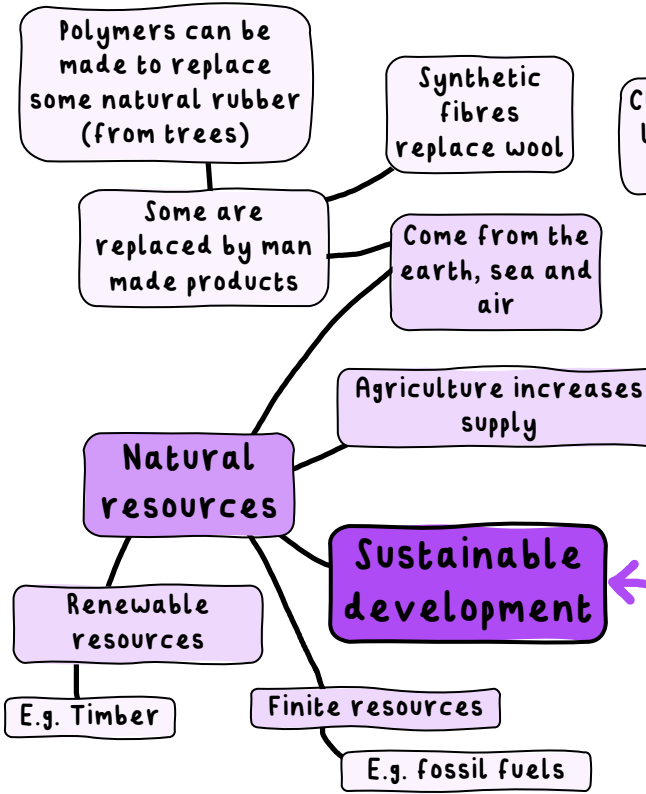 Polymers can be
made to replace
some natural rubber
(from trees)
Synthetic
fibres
replace wool
Some are
replaced by man
made products
Come from the
earth, sea and
air
Agriculture increases
supply
Natural
resources
Sustainable
development
Renewable
resources
E.g. Timber
Finite resources
E.g. fossil fuels